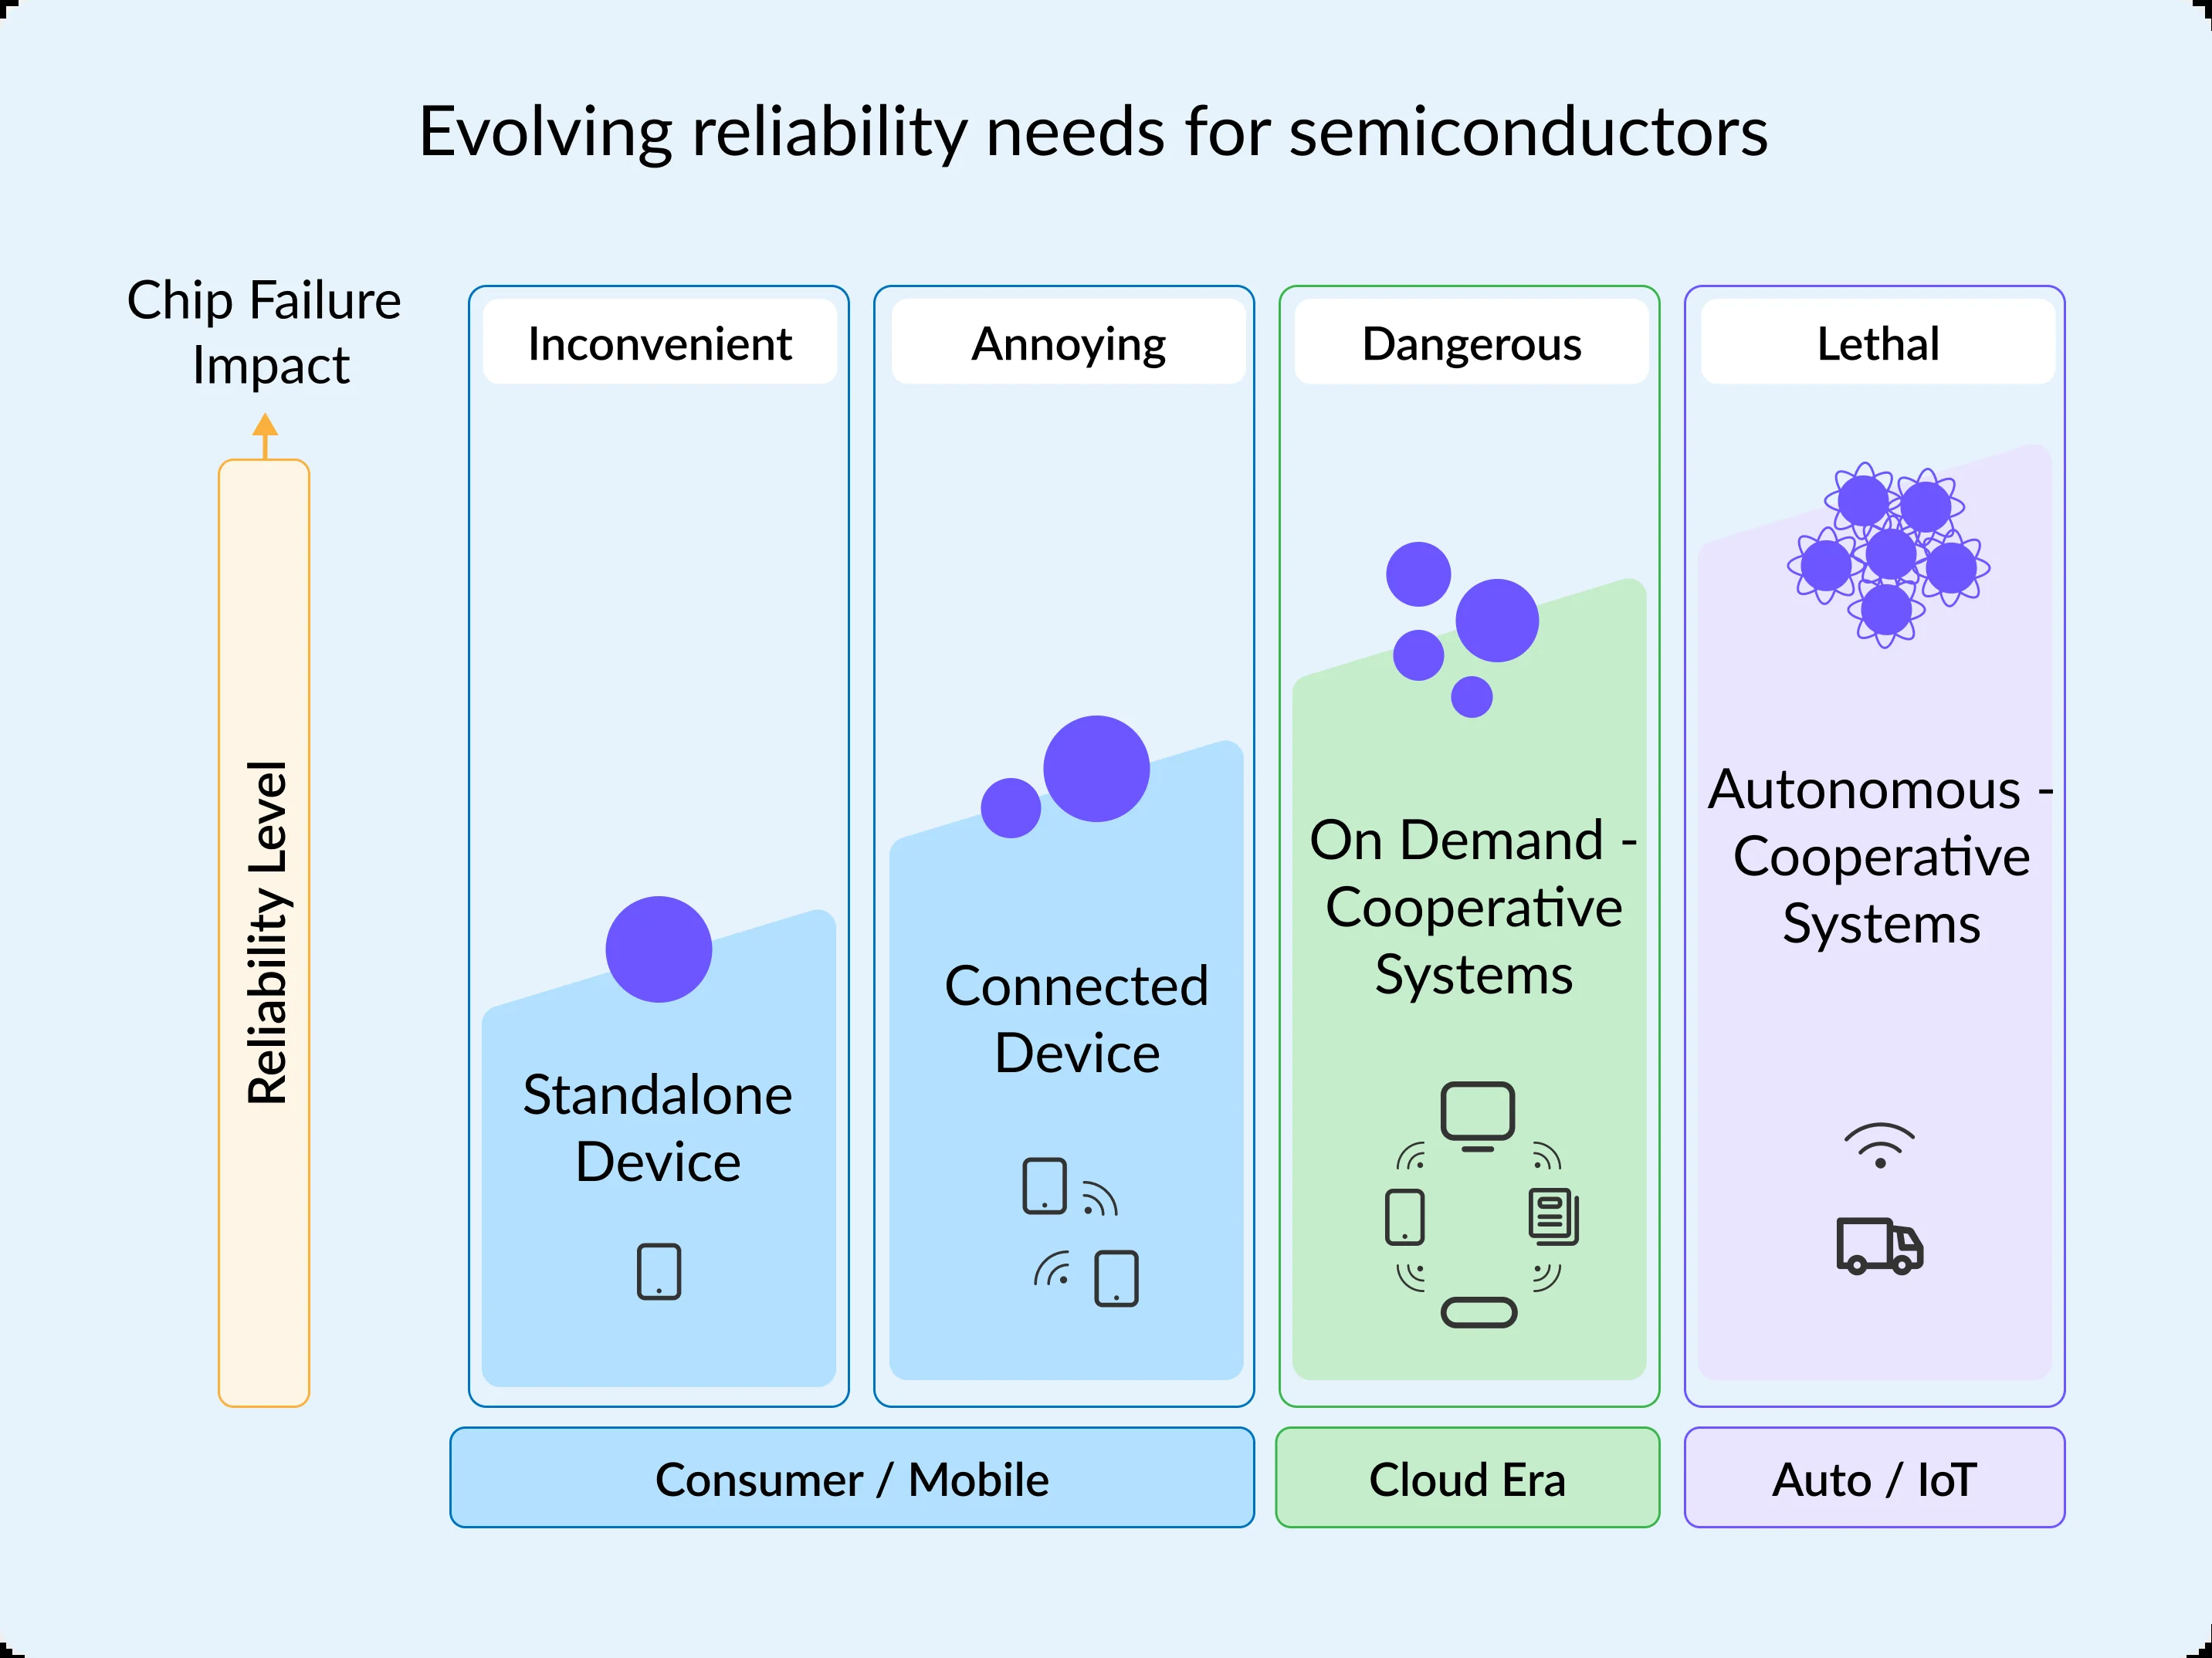 Evolving reliability needs for semiconductors
Chip Failure
Impact
Reliability Level
Inconvenient
Annoying
Dangerous
Lethal
Standalone
Device
Connected
Device
On Demand -
Cooperative
Systems
Autonomous -
Cooperative
Systems
Consumer / Mobile
Cloud Era
Auto / IoT